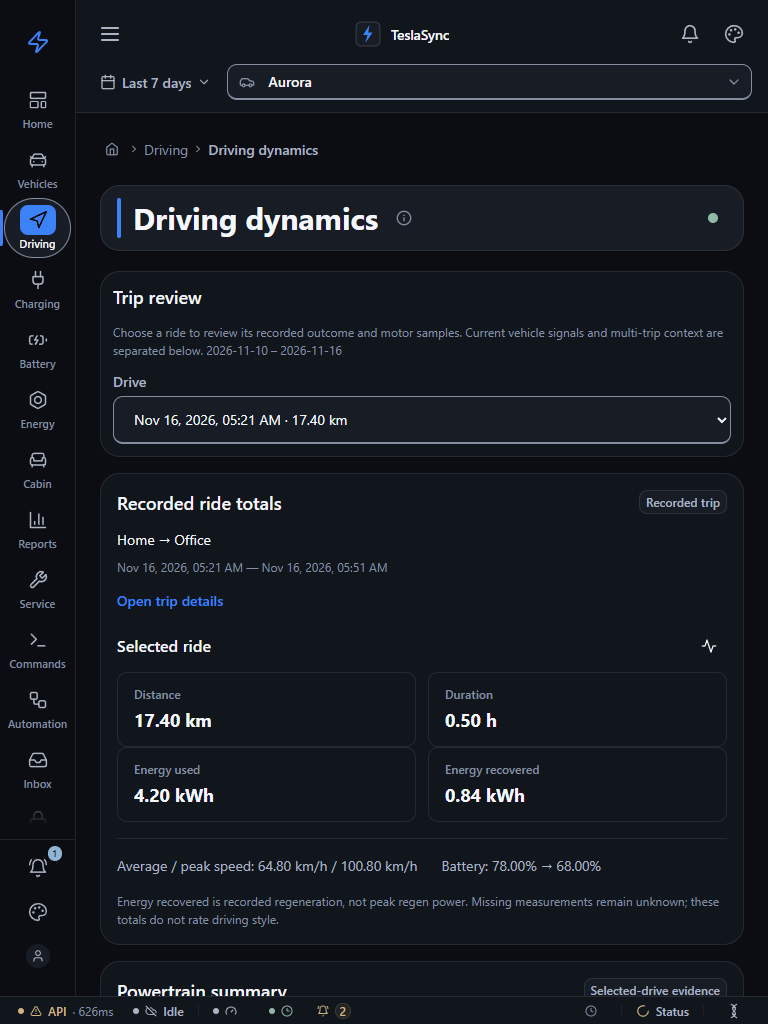 TeslaSync
Last 7 days
Aurora
Home
Vehicles
Driving
Charging
Battery
Energy
Cabin
Reports
Service
Commands
Automation
Inbox
1
Driving
Driving dynamics
Driving dynamics
Trip review
Choose a ride to review its recorded outcome and motor samples. Current vehicle signals and multi-trip context are
separated below. 2026-11-10 – 2026-11-16
Drive
Nov 16, 2026, 05:21 AM · 17.40 km
Recorded ride totals
Recorded trip
Home → Office
Nov 16, 2026, 05:21 AM — Nov 16, 2026, 05:51 AM
Open trip details
Selected ride
Distance
17.40 km
Duration
0.50 h
Energy used
4.20 kWh
Energy recovered
0.84 kWh
Average / peak speed: 64.80 km/h / 100.80 km/h
Battery: 78.00% → 68.00%
Energy recovered is recorded regeneration, not peak regen power. Missing measurements remain unknown; these
totals do not rate driving style.
Powertrain summary
Selected-drive evidence
API · 626ms
Idle
2
Status